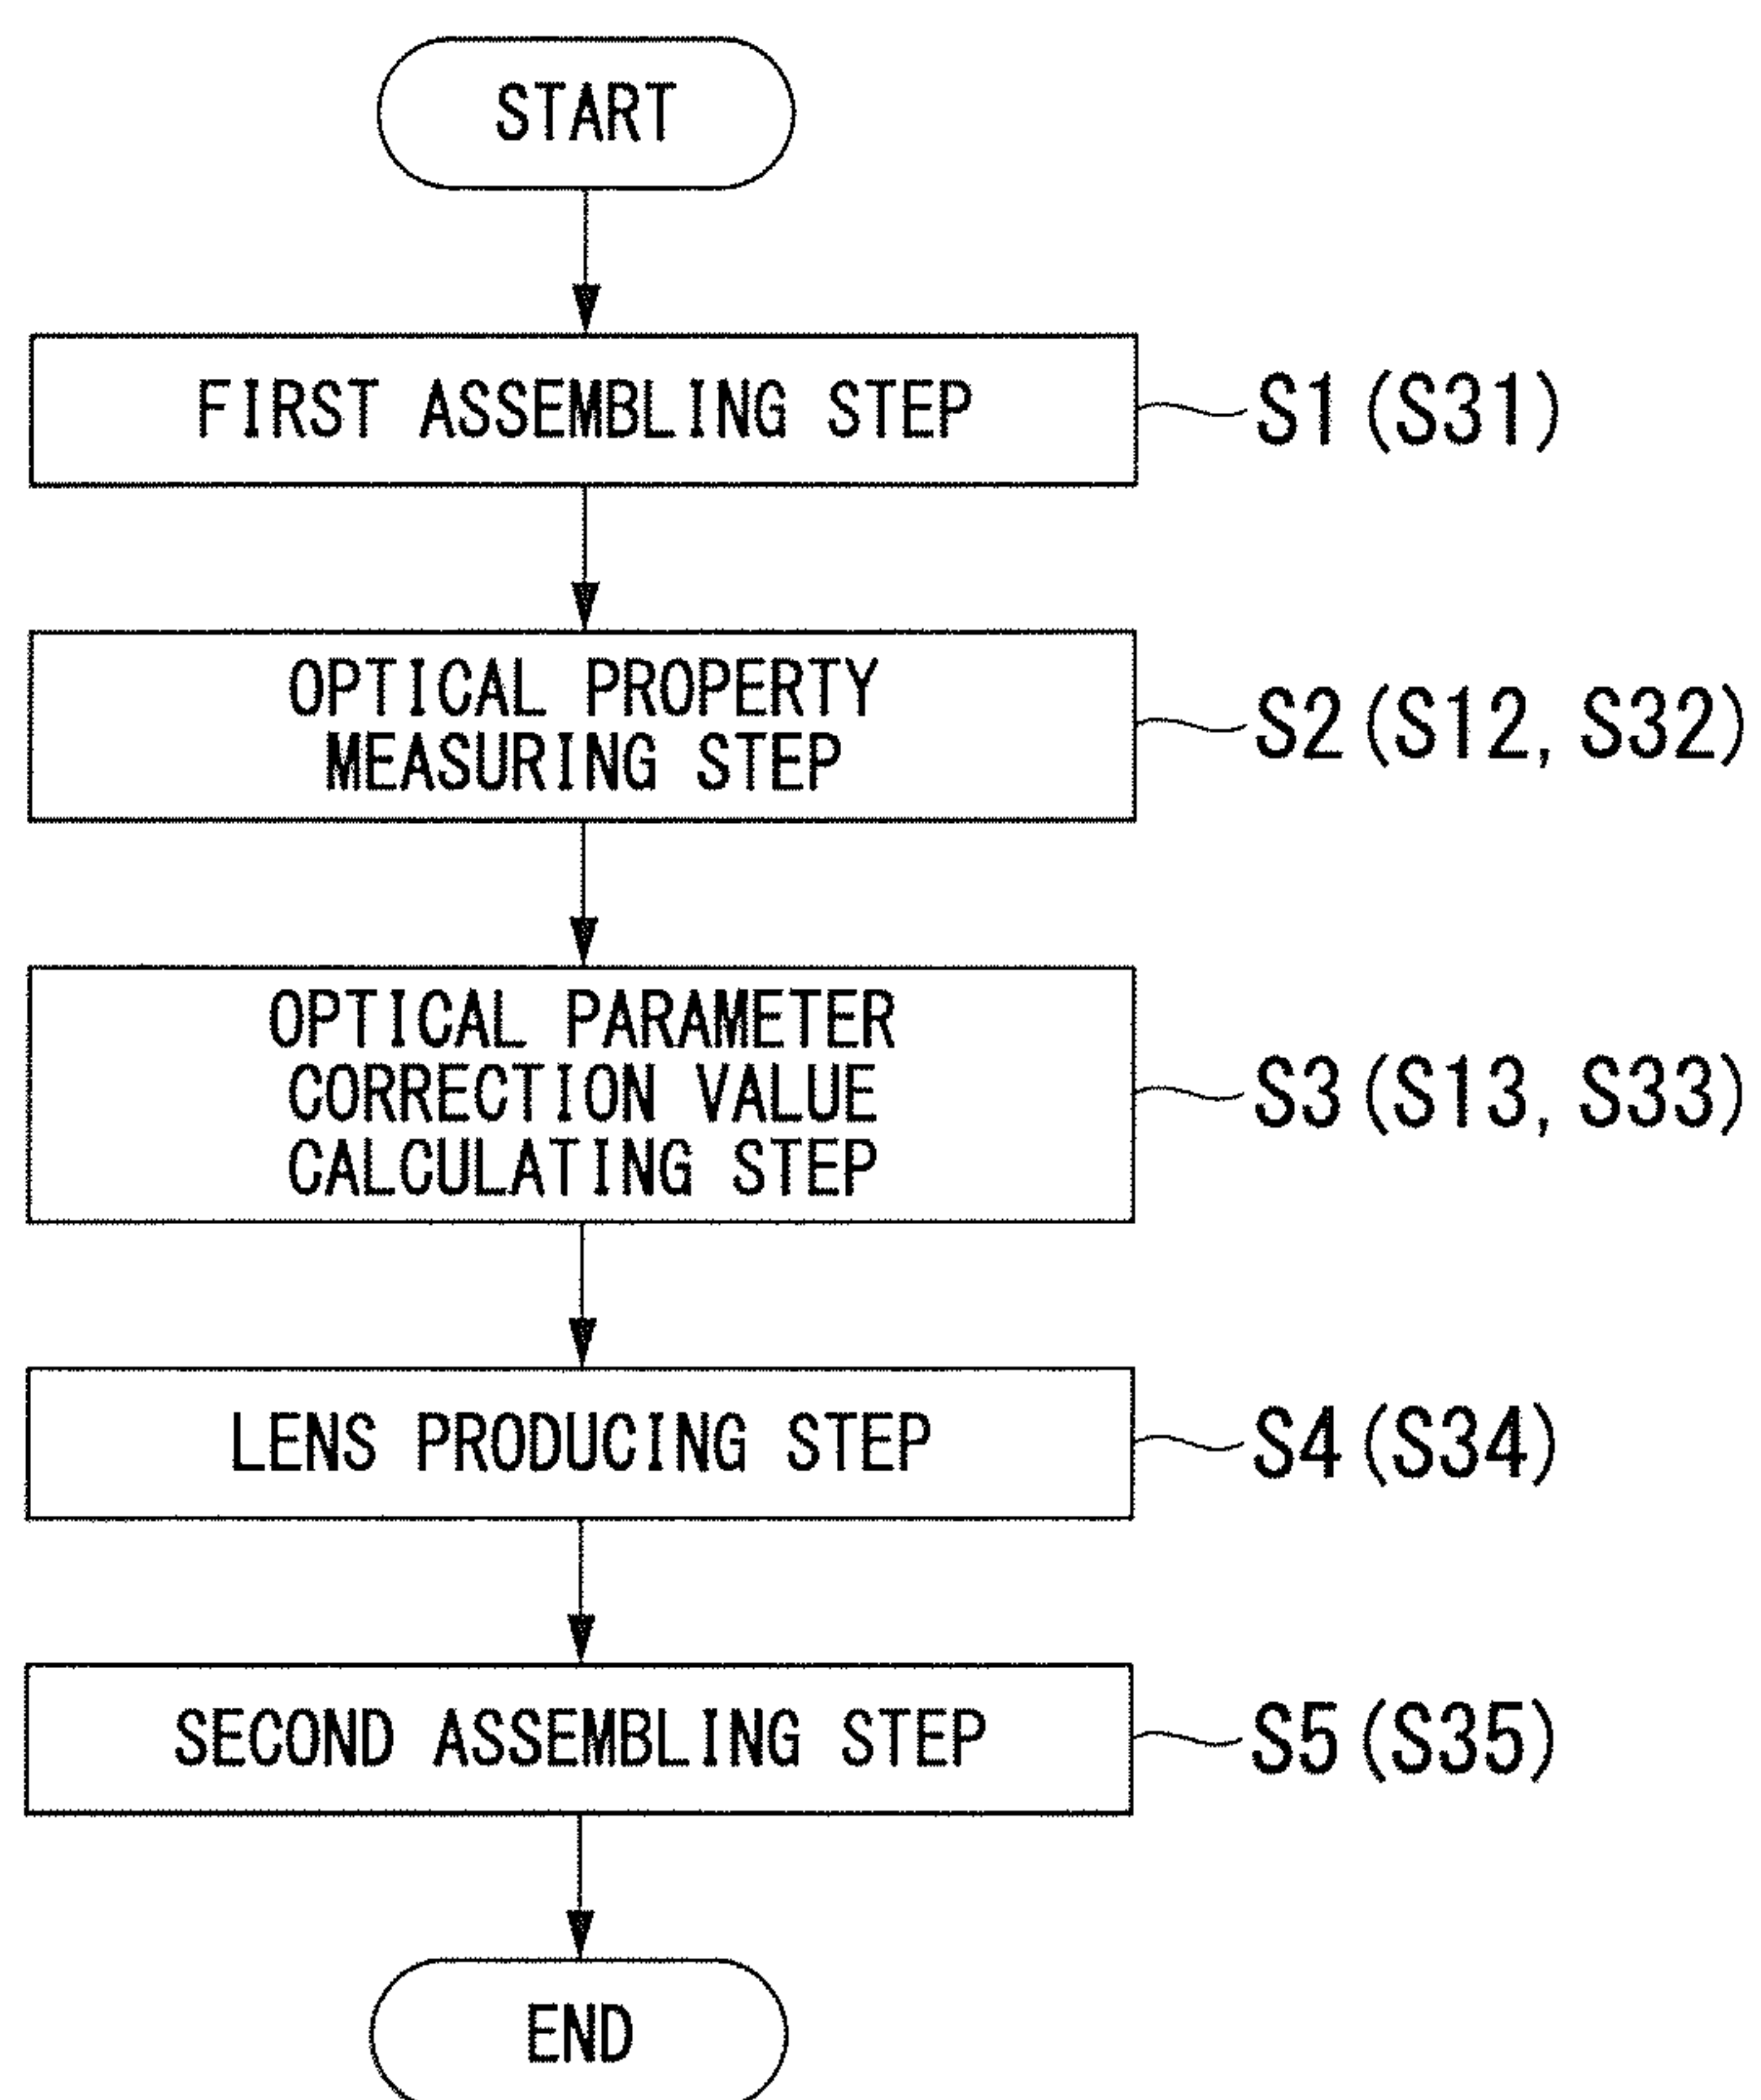 START
FIRST ASSEMBLING STEP
S1(S31)
OPTICAL PROPERTY
MEASURING STEP
S2(S12, S32)
OPTICAL PARAMETER
CORRECTION VALUE
CALCULATING STEP
S3(S13, S33)
LENS PRODUCING STEP
S4(S34)
SECOND ASSEMBLING STEP
S5(S35)
END